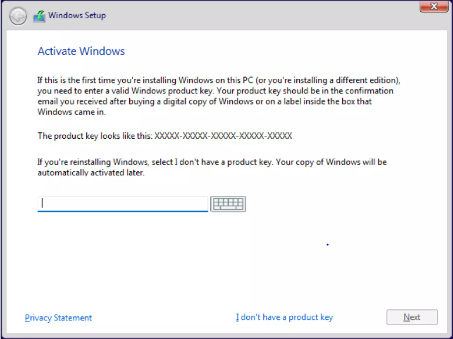 Windows Setup
Activate Windows
If this is the first time you're installing Windows on this PC (or you're installing a different edition),
you need to enter a valid Windows product key. Your product key should be in the confirmation
email you received after buying a digital copy of Windows or on a label inside the box that
Windows came in.
The product key looks like this: XXXXX-XXXXX-XXXXX-XXXXX-XXXXX
If you're reinstalling Windows, select I don't have a product key. Your copy of Windows will be
automatically activated later.
Privacy Statement
I don't have a product key
Next